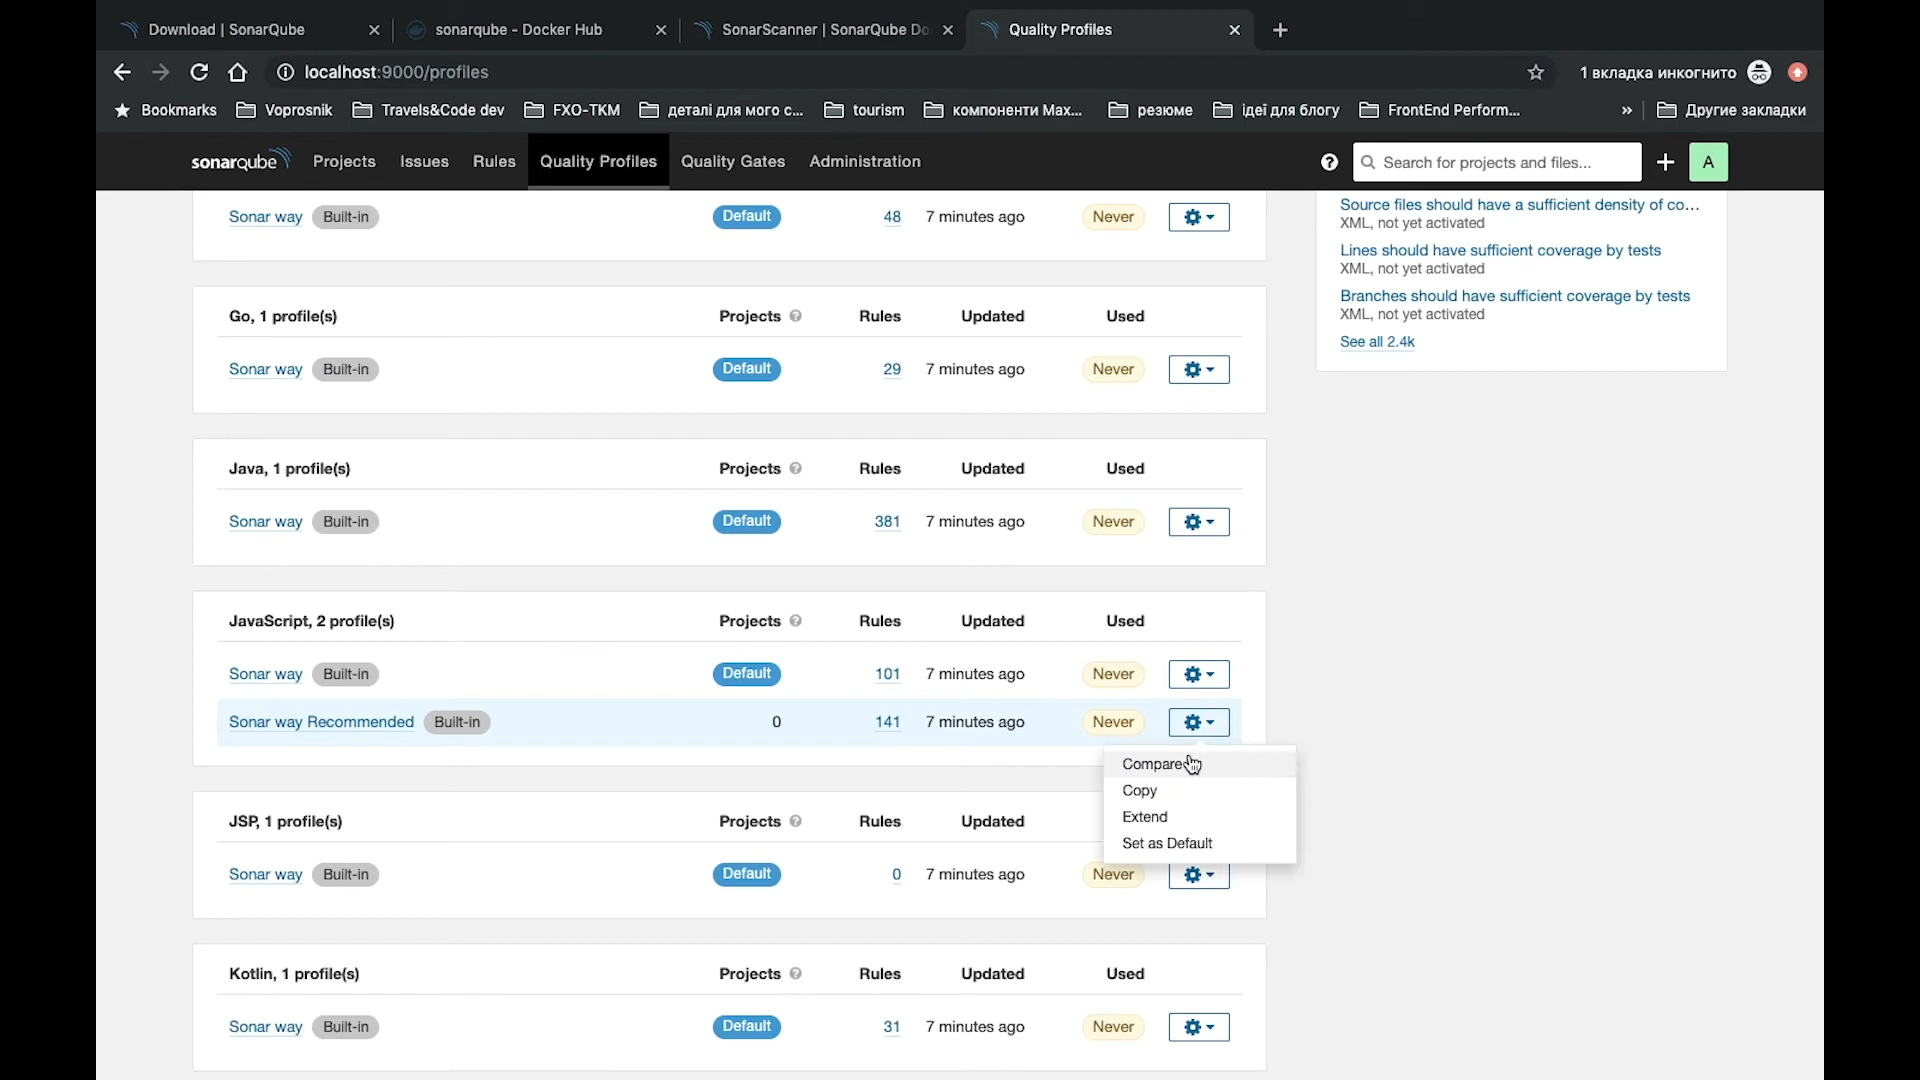 Download | SonarQube
sonarqube - Docker Hub
SonarScanner | SonarQube Do
Quality Profiles
localhost:9000/profiles
1 вкладка инкогнито
Bookmarks
Voprosnik
Travels&Code dev
FXO-TKM
деталі для мого с...
tourism
компоненти Max...
резюме
ідеї для блогу
FrontEnd Perform...
»
Другие закладки
sonarqube
Projects
Issues
Rules
Quality Profiles
Quality Gates
Administration
?
Search for projects and files...
A
Sonar way Built-in Default 48 7 minutes ago Never
Go, 1 profile(s) Projects ? Rules Updated Used
Sonar way Built-in Default 29 7 minutes ago Never
Java, 1 profile(s) Projects ? Rules Updated Used
Sonar way Built-in Default 381 7 minutes ago Never
JavaScript, 2 profile(s) Projects ? Rules Updated Used
Sonar way Built-in Default 101 7 minutes ago Never
Sonar way Recommended Built-in 0 141 7 minutes ago Never
Compare
Copy
Extend
Set as Default
JSP, 1 profile(s) Projects ? Rules Updated
Sonar way Built-in Default 0 7 minutes ago Never
Kotlin, 1 profile(s) Projects ? Rules Updated Used
Sonar way Built-in Default 31 7 minutes ago Never
Source files should have a sufficient density of co...
XML, not yet activated
Lines should have sufficient coverage by tests
XML, not yet activated
Branches should have sufficient coverage by tests
XML, not yet activated
See all 2.4k